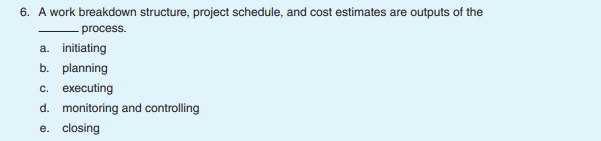 6. A work breakdown structure, project schedule, and cost estimates are outputs of the
______ process.
a. initiating
b. planning
c. executing
d. monitoring and controlling
e. closing